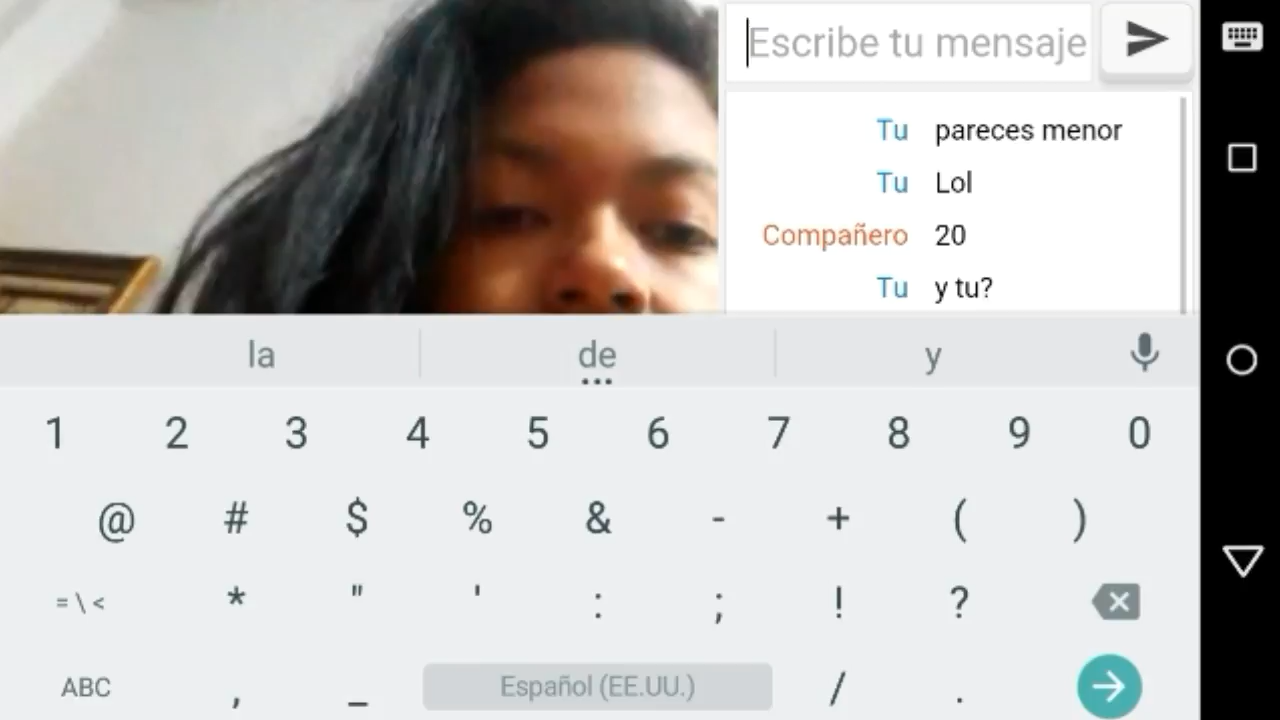 Escribe tu mensaje
Tu pareces menor
Tu Lol
Compañero 20
Tu y tu?
la de y
1 2 3 4 5 6 7 8 9 0
@ # $ % & - + ( )
= \ < * " ' : ; ! ?
ABC , _ Español (EE.UU.) / .